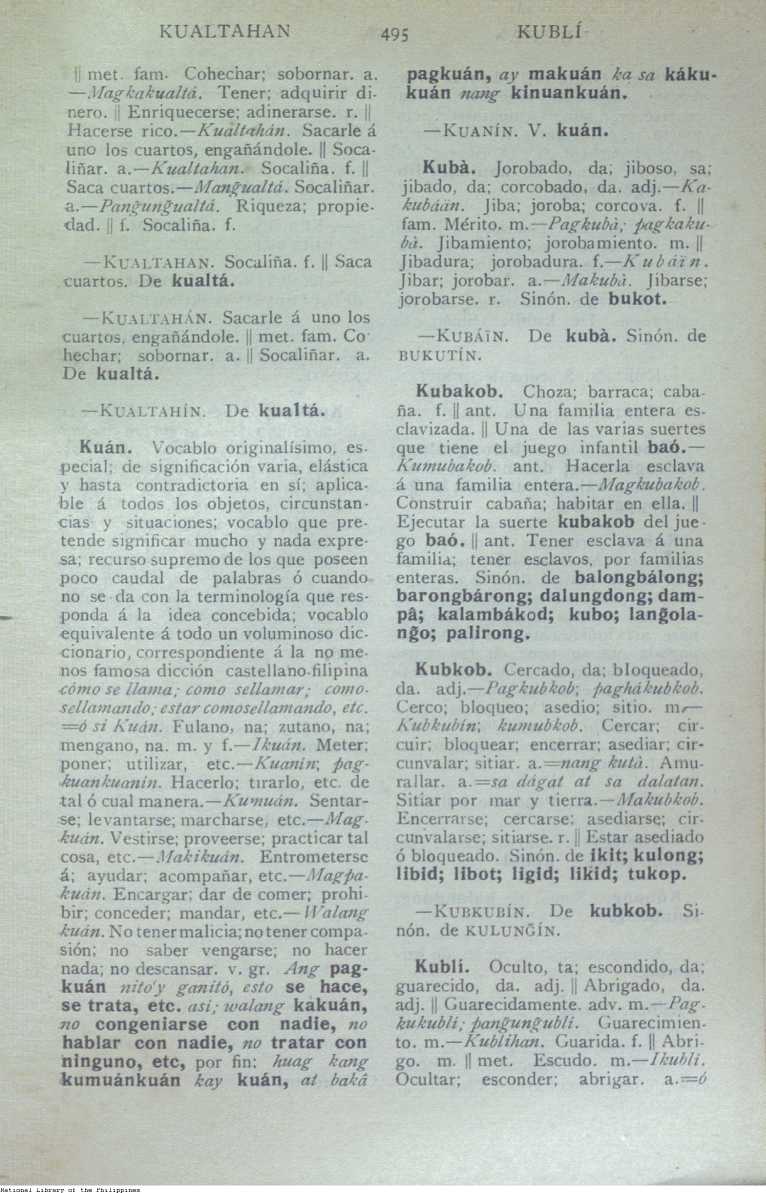 KUALTAHAN 495 KUBLÍ
|| met. fam. Cohechar; sobornar. a.
—Magkakualtá. Tener; adquirir di-
nero. || Enriquecerse; adinerarse. r. ||
Hacerse rico.—Kualtahán. Sacarle á
uno los cuartos, engañándole. || Soca-
liñar. a.—Kualtahan. Socaliña. f. ||
Saca cuartos.—Mang̃ualtá. Socaliñar.
a.—Pang̃ung̃ualtá. Riqueza; propie-
dad. || f. Socaliña. f.
—KUALTAHAN. Socaliña. f. || Saca
cuartos. De kualtá.
—KUALTAHÁN. Sacarle á uno los
cuartos, engañándole. || met. fam. Co-
hechar; sobornar. a. || Socaliñar. a.
De kualtá.
—KUALTAHÍN. De kualtá.
Kuán. Vocablo originalísimo, es-
pecial; de significación varia, elástica
y hasta contradictoria en sí; aplica-
ble á todos los objetos, circunstan-
cias y situaciones; vocablo que pre-
tende significar mucho y nada expre-
sa; recurso supremo de los que poseen
poco caudal de palabras ó cuando
no se da con la terminología que res-
ponda á la idea concebida; vocablo
equivalente á todo un voluminoso dic-
cionario, correspondiente á la no me-
nos famosa dicción castellano-filipina
cómo se llama; como sellamar; como-
sellamando; estar comosellamando, etc.
=ó si Kuán. Fulano, na; zutano, na;
mengano, na. m. y f.—Ikuán. Meter;
poner; utilizar, etc.—Kuanin; pag-
kuankuanin. Hacerlo; tirarlo, etc. de
tal ó cual manera.—Kumuán. Sentar-
se; levantarse; marcharse, etc.—Mag-
kuán. Vestirse; proveerse; practicar tal
cosa, etc.—Makikuán. Entrometerse
á; ayudar; acompañar, etc.—Magpa-
kuán. Encargar; dar de comer; prohi-
bir; conceder; mandar, etc.—Walang
kuán. No tener malicia; no tener compa-
sión; no saber vengarse; no hacer
nada; no descansar. v. gr. Ang pag-
kuán nito'y ganitó, esto se hace,
se trata, etc. asi; walang kakuán,
no congeniarse con nadie, no
hablar con nadie, no tratar con
ninguno, etc, por fin; huag kang
kumuánkuán kay kuán, at baká
pagkuán, ay makuán ka sa káku-
kuán nang kinuankuán.
—KUANÍN. V. kuán.
Kubà. Jorobado, da; jiboso, sa;
jibado, da; corcobado, da. adj.—Ka-
kubáän. Jiba; joroba; corcova. f. ||
fam. Mérito. m.—Pagkubà; pagkaku-
bà. Jibamiento; jorobamiento. m. ||
Jibadura; jorobadura. f.—Kubáïn.
Jibar; jorobar. a.—Makubà. Jibarse;
jorobarse. r. Sinón. de bukot.
—KUBÁÏN. De kubà. Sinón. de
BUKUTÍN.
Kubakob. Choza; barraca; caba-
ña. f. || ant. Una familia entera es-
clavizada. || Una de las varias suertes
que tiene el juego infantil baó.—
Kumubakob. ant. Hacerla esclava
á una familia entera.—Magkubakob.
Construir cabaña; habitar en ella. ||
Ejecutar la suerte kubakob del jue-
go baó. || ant. Tener esclava á una
familia; tener esclavos, por familias
enteras. Sinón. de balongbálong;
barongbárong; dalungdong; dam-
pâ; kalambákod; kubo; lang̃ola-
ng̃o; palirong.
Kubkob. Cercado, da; bloqueado,
da. adj.—Pagkubkob; paghákubkob.
Cerco; bloqueo; asedio; sitio. m.—
Kubkubín; kumubkob. Cercar; cir-
cuir; bloquear; encerrar; asediar; cir-
cunvalar; sitiar. a.=nang kutà. Amu-
rallar. a.=sa dágat at sa dalatan.
Sitiar por mar y tierra.—Makubkob.
Encerrarse; cercarse; asediarse; cir-
cunvalarse; sitiarse. r. || Estar asediado
ó bloqueado. Sinón. de ikit; kulong;
libid; libot; ligid; likid; tukop.
—KUBKUBÍN. De kubkob. Si-
nón. de KULUNG̃ÍN.
Kublí. Oculto, ta; escondido, da;
guarecido, da. adj. || Abrigado, da.
adj. || Guarecidamente. adv. m.—Pag-
kukublí; pang̃ung̃ublí. Guarecimien-
to. m.—Kublihan. Guarida. f. || Abri-
go. m. || met. Escudo. m.—Ikublí.
Ocultar; esconder; abrigar. a.=ó
National Library of the Philippines